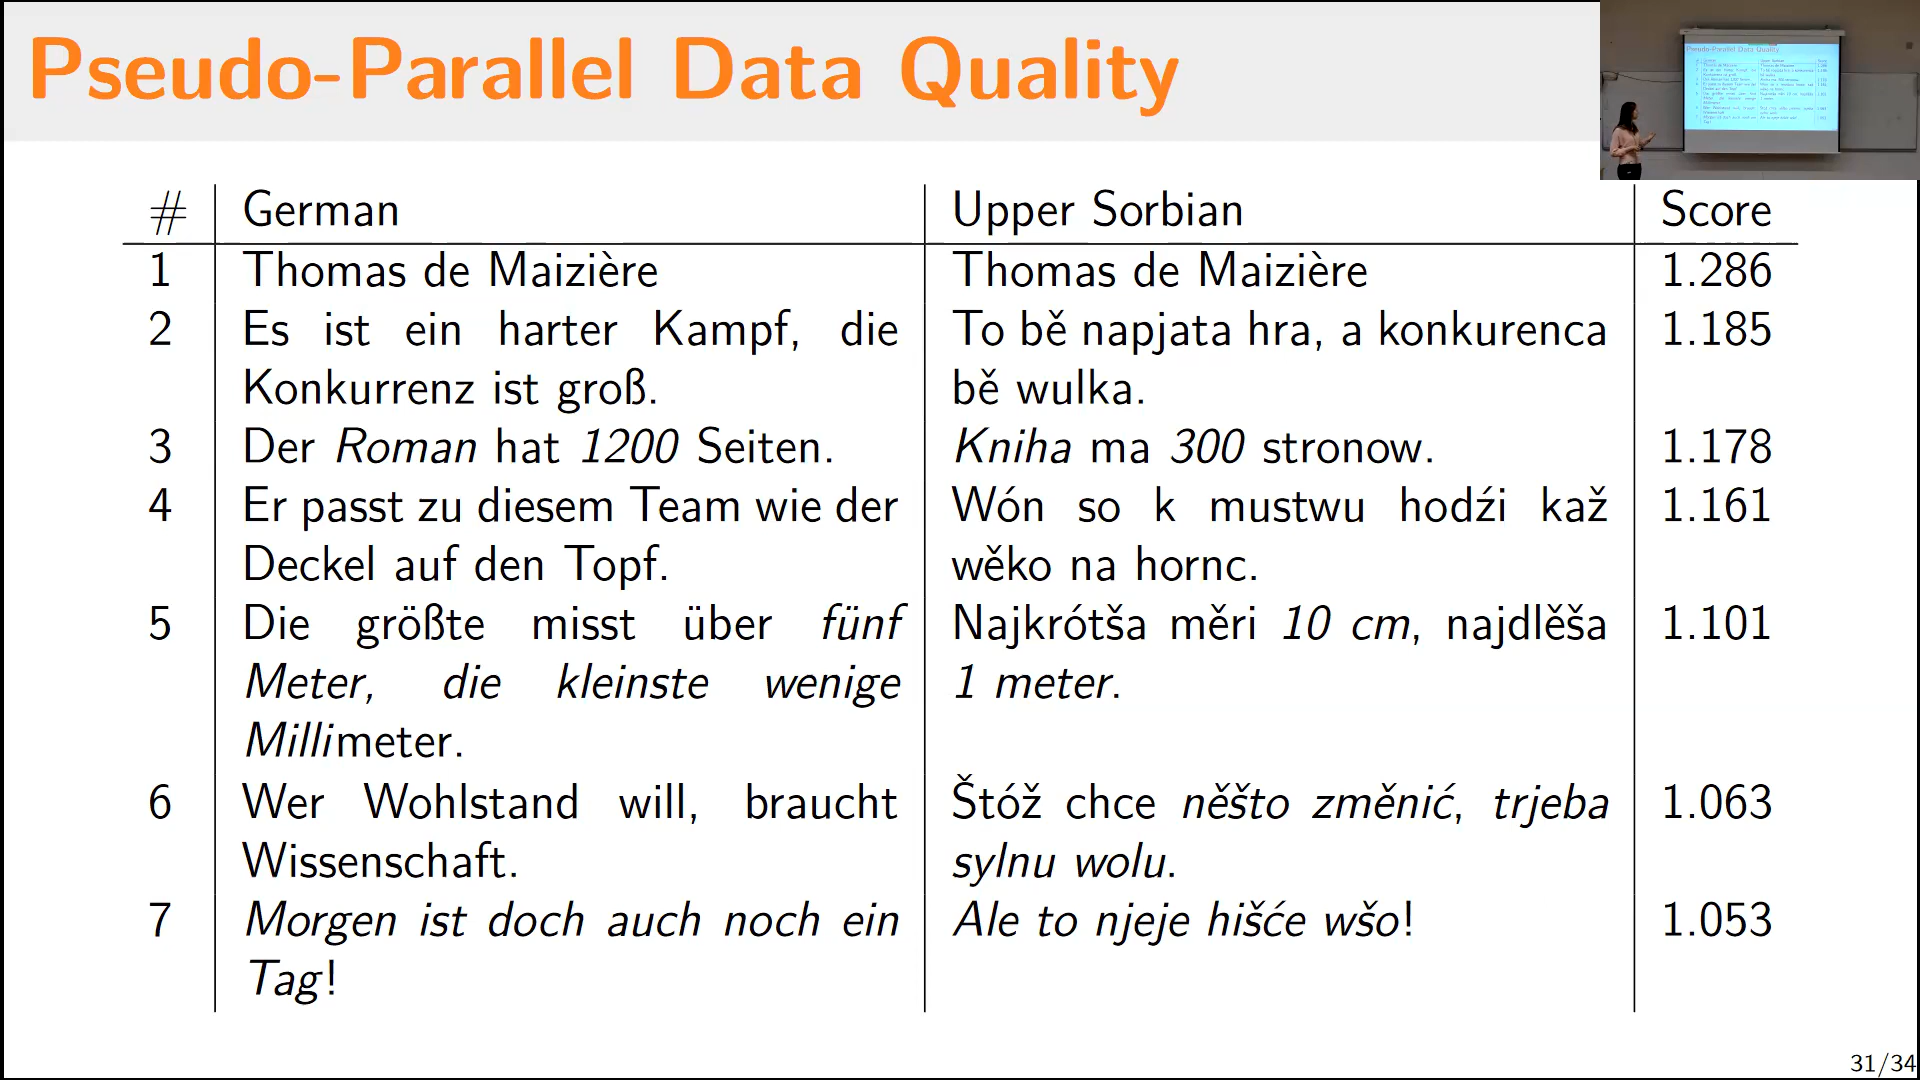 Pseudo-Parallel Data Quality
# German Upper Sorbian Score
1 Thomas de Maizière Thomas de Maizière 1.286
2 Es ist ein harter Kampf, die To bě napjata hra, a konkurenca 1.185
Konkurrenz ist groß. bě wulka.
3 Der Roman hat 1200 Seiten. Kniha ma 300 stronow. 1.178
4 Er passt zu diesem Team wie der Wón so k mustwu hodźi kaž 1.161
Deckel auf den Topf. wěko na hornc.
5 Die größte misst über fünf Najkrótša měri 10 cm, najdlěša 1.101
Meter, die kleinste wenige 1 meter.
Millimeter.
6 Wer Wohlstand will, braucht Štóž chce něšto změnić, trjeba 1.063
Wissenschaft. sylnu wolu.
7 Morgen ist doch auch noch ein Ale to njeje hišće wšo! 1.053
Tag!
31/34